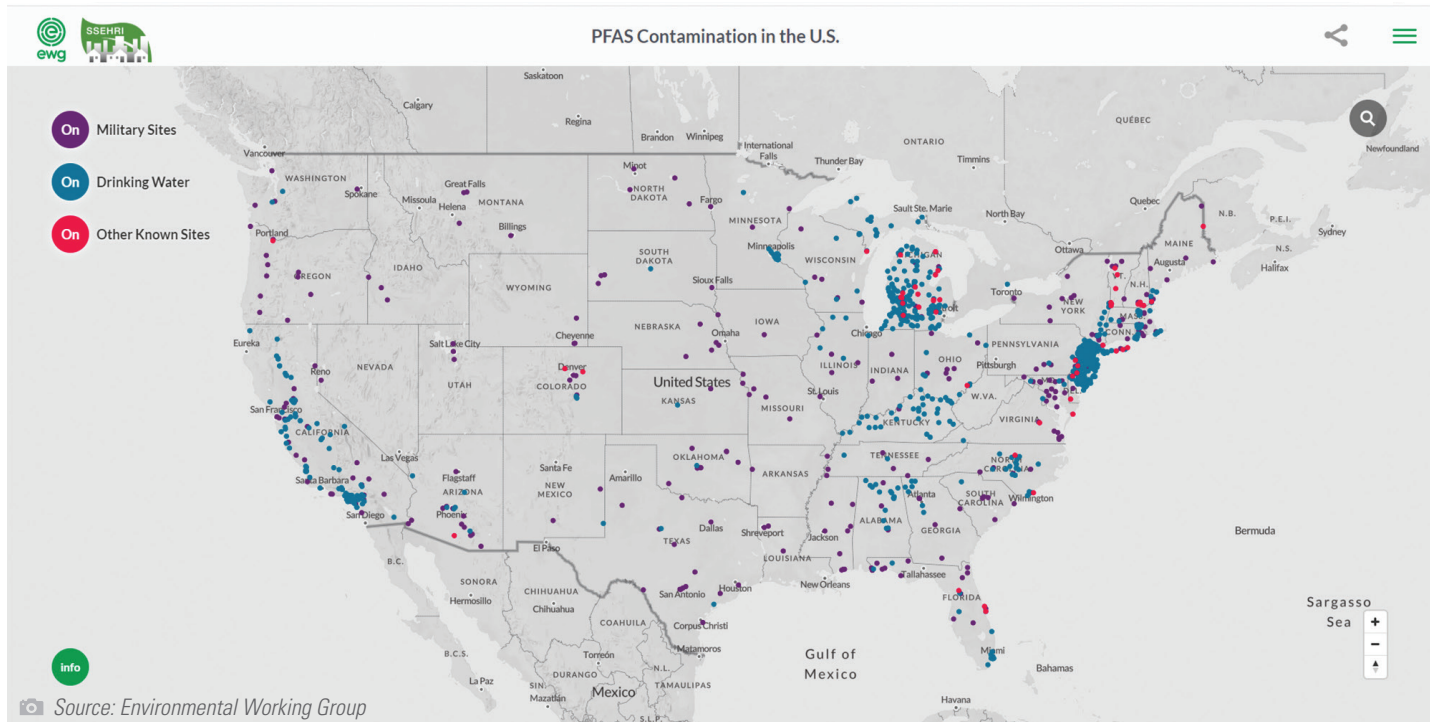 ewg
SSEHRI
PFAS Contamination in the U.S.
On Military Sites
On Drinking Water
On Other Known Sites
Saskatoon
Calgary
Regina
Brandon
Winnipeg
International
Falls
Thunder Bay
ONTARIO
Timmins
QUÉBEC
Newfoundland
Vancouver
WASHINGTON
Spokane
Missoula
Great Falls
Helena
MONTANA
Billings
Minot
NORTH
DAKOTA
Fargo
MINNESOTA
Minneapolis
Sault Ste. Marie
North Bay
Quebec
N.B.
P.E.I.
Sydney
N.S.
Halifax
Portland
OREGON
IDAHO
WYOMING
SOUTH
DAKOTA
Sioux Falls
WISCONSIN
MICHIGAN
Ottawa
MAINE
Augusta
VT.
N.H.
Toronto
NEW
YORK
MASS.
CONN.
Eureka
Reno
NEVADA
Salt Lake City
UTAH
Cheyenne
NEBRASKA
Omaha
IOWA
Chicago
Detroit
ILLINOIS
INDIANA
OHIO
PENNSYLVANIA
Pittsburgh
MD.
DEL.
W.VA.
VIRGINIA
San Francisco
CALIFORNIA
Denver
COLORADO
United States
KANSAS
MISSOURI
St. Louis
KENTUCKY
Las Vegas
Santa Barbara
San Diego
Flagstaff
ARIZONA
Phoenix
Santa Fe
NEW
MEXICO
Amarillo
OKLAHOMA
ARKANSAS
TENNESSEE
NORTH
CAROLINA
Wilmington
SOUTH
CAROLINA
Atlanta
GEORGIA
ALABAMA
Jackson
Shreveport
LOUISIANA
New Orleans
Tallahassee
FLORIDA
Miami
Dallas
TEXAS
El Paso
San Antonio
Houston
Corpus Christi
Matamoros
B.C.
SONORA
Hermosillo
CHIHUAHUA
Chihuahua
COAHUILA
B.C.S.
La Paz
Torreón
DURANGO
SIN.
Mazatlán
Mexico
N.L.
TAMAULIPAS
S.L.P.
Gulf of
Mexico
Bahamas
Havana
Bermuda
Sargasso
Sea
+
−
info
Source: Environmental Working Group